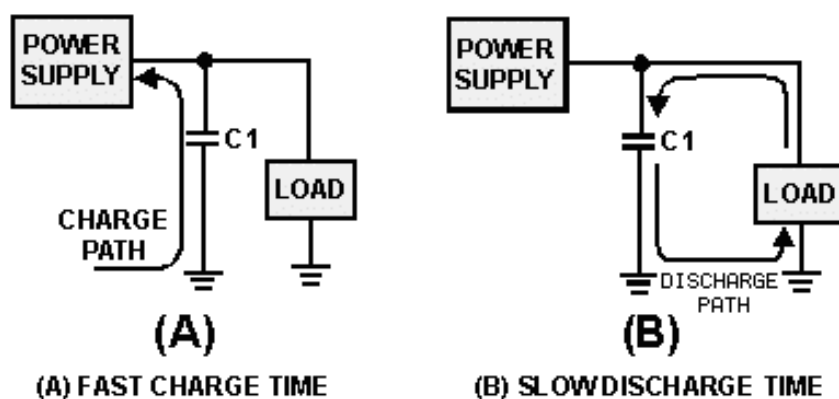 POWER
SUPPLY
C1
LOAD
CHARGE
PATH
(A)
(A) FAST CHARGE TIME
POWER
SUPPLY
C1
LOAD
DISCHARGE
PATH
(B)
(B) SLOW DISCHARGE TIME